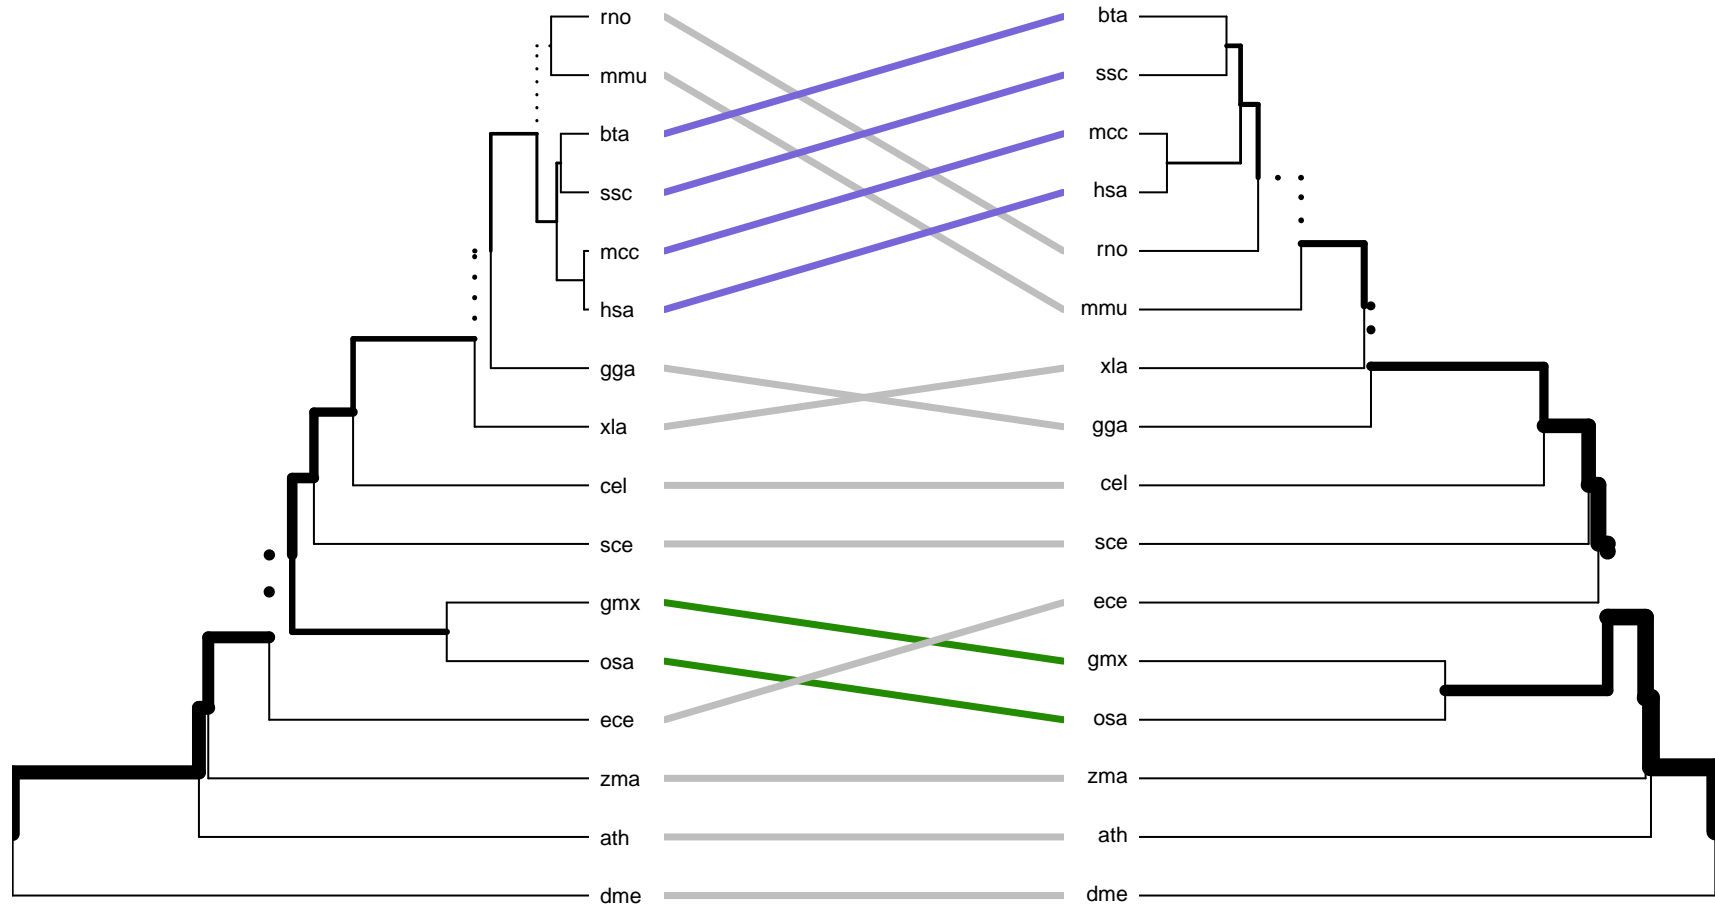 rno bta
mmu ssc
bta mcc
ssc hsa
mcc rno
hsa mmu
gga xla
xla gga
cel cel
sce sce
gmx ece
osa gmx
ece osa
zma zma
ath ath
dme dme